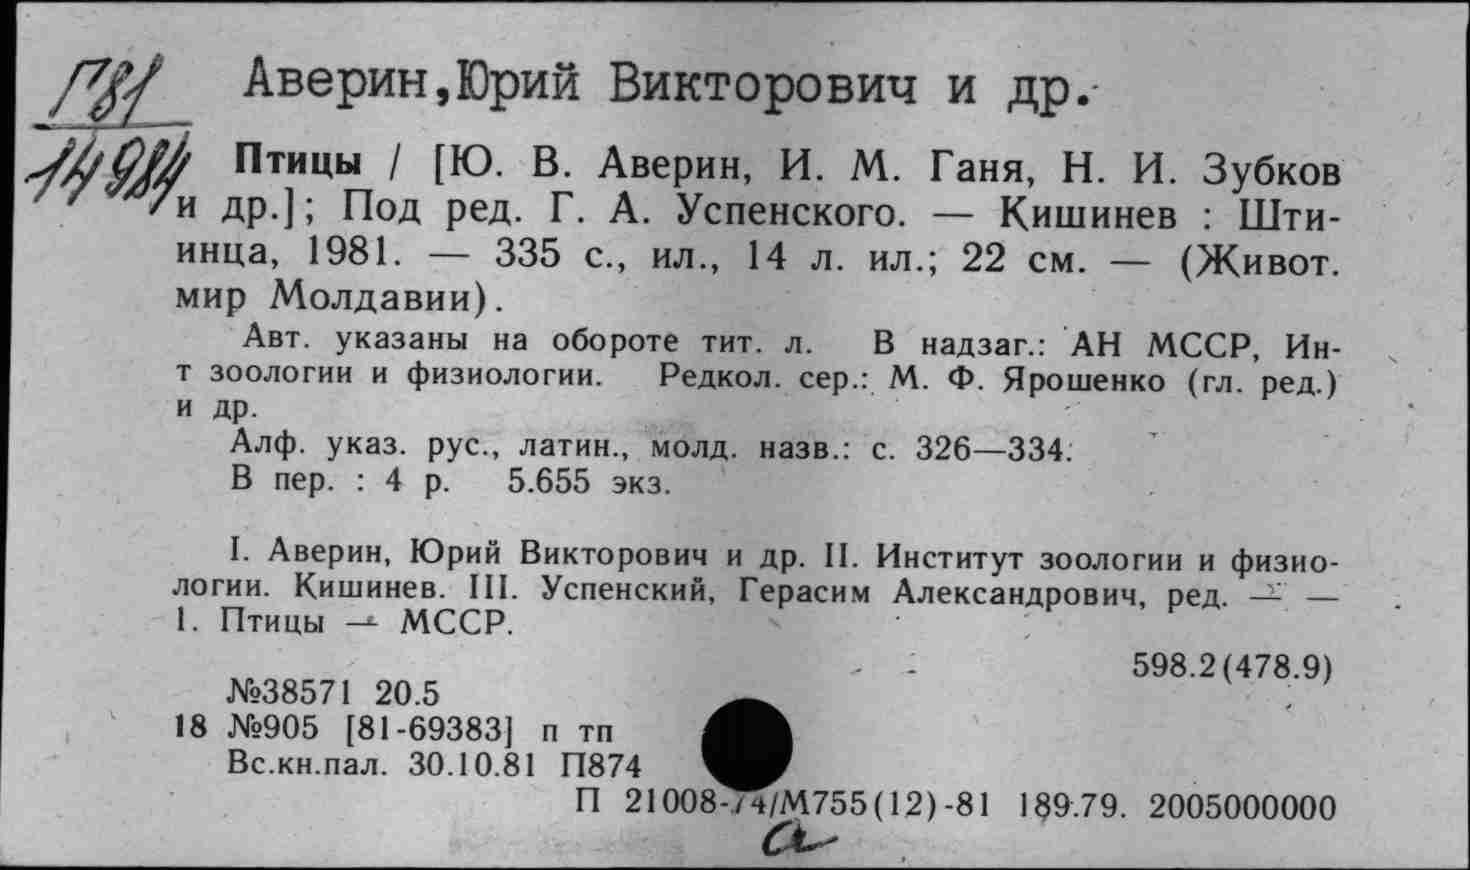 П81
14984
Аверин,Юрий Викторович и др.
Птицы / [Ю. В. Аверин, И. М. Ганя, Н. И. Зубков
и др.]; Под ред. Г. А. Успенского. — Кишинев : Шти-
инца, 1981. — 335 с., ил., 14 л. ил.; 22 см. — (Живот.
мир Молдавии).
Авт. указаны на обороте тит. л. В надзаг.: АН МССР, Ин-
т зоологии и физиологии. Редкол. сер.: М. Ф. Ярошенко (гл. ред.)
и др.
Алф. указ. рус., латин., молд. назв.: с. 326—334.
В пер. : 4 р. 5.655 экз.
I. Аверин, Юрий Викторович и др. II. Институт зоологии и физио-
логии. Кишинев. III. Успенский, Герасим Александрович, ред. — —
1. Птицы — МССР.
598.2(478.9)
№38571 20.5
18 №905 [81-69383] п тп
Вс.кн.пал. 30.10.81 П874
П 21008-74/М755(12)-81 189.79. 2005000000